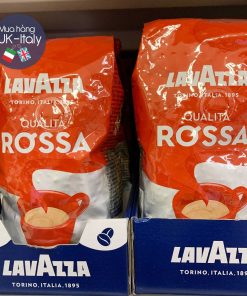 Mua hàng
UK-Italy
LAVAZZA
TORINO, ITALIA, 1895
QUALITÀ
ROSSA
LAVAZZA
TORINO, ITALIA, 1895
QUALITÀ
ROSSA
LAVAZZA
TORINO, ITALIA, 1895
LAVAZZA
TORINO, ITALIA, 1895